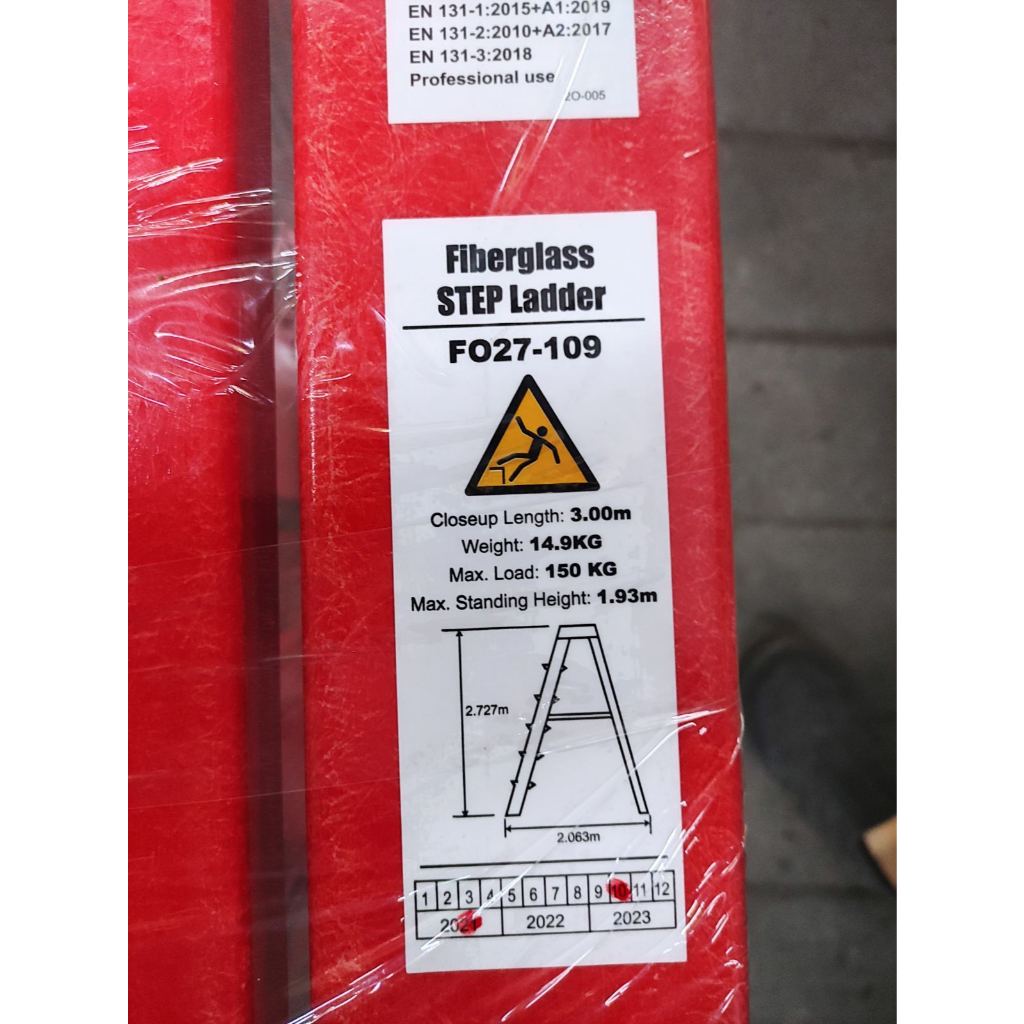 EN 131-1:2015+A1:2019
EN 131-2:2010+A2:2017
EN 131-3:2018
Professional use
2O-005
Fiberglass
STEP Ladder
FO27-109
Closeup Length: 3.00m
Weight: 14.9KG
Max. Load: 150 KG
Max. Standing Height: 1.93m
2.727m
2.063m
1 2 3 4 5 6 7 8 9 10 11 12
2021 2022 2023